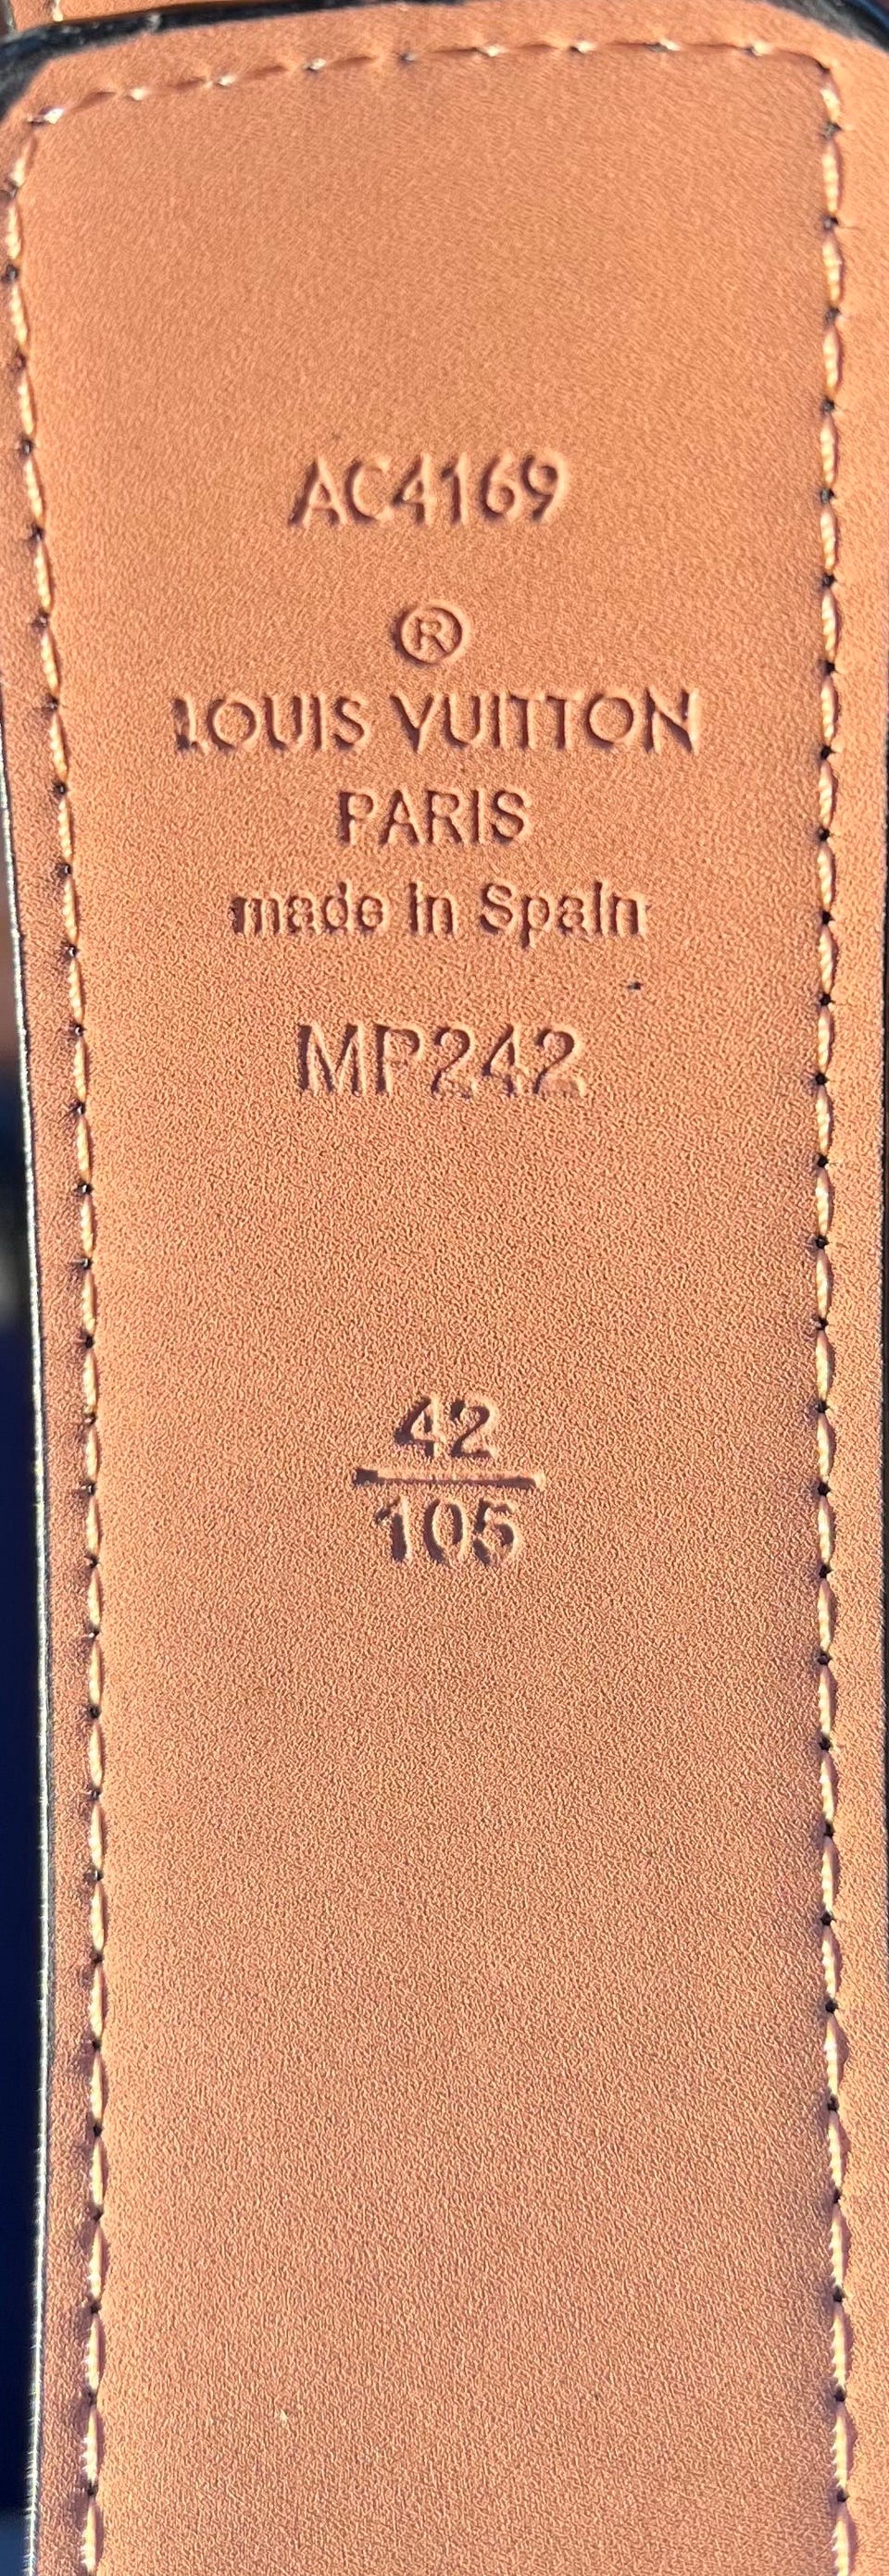 AC4169
®
LOUIS VUITTON
PARIS
made in Spain
MP242
42
105